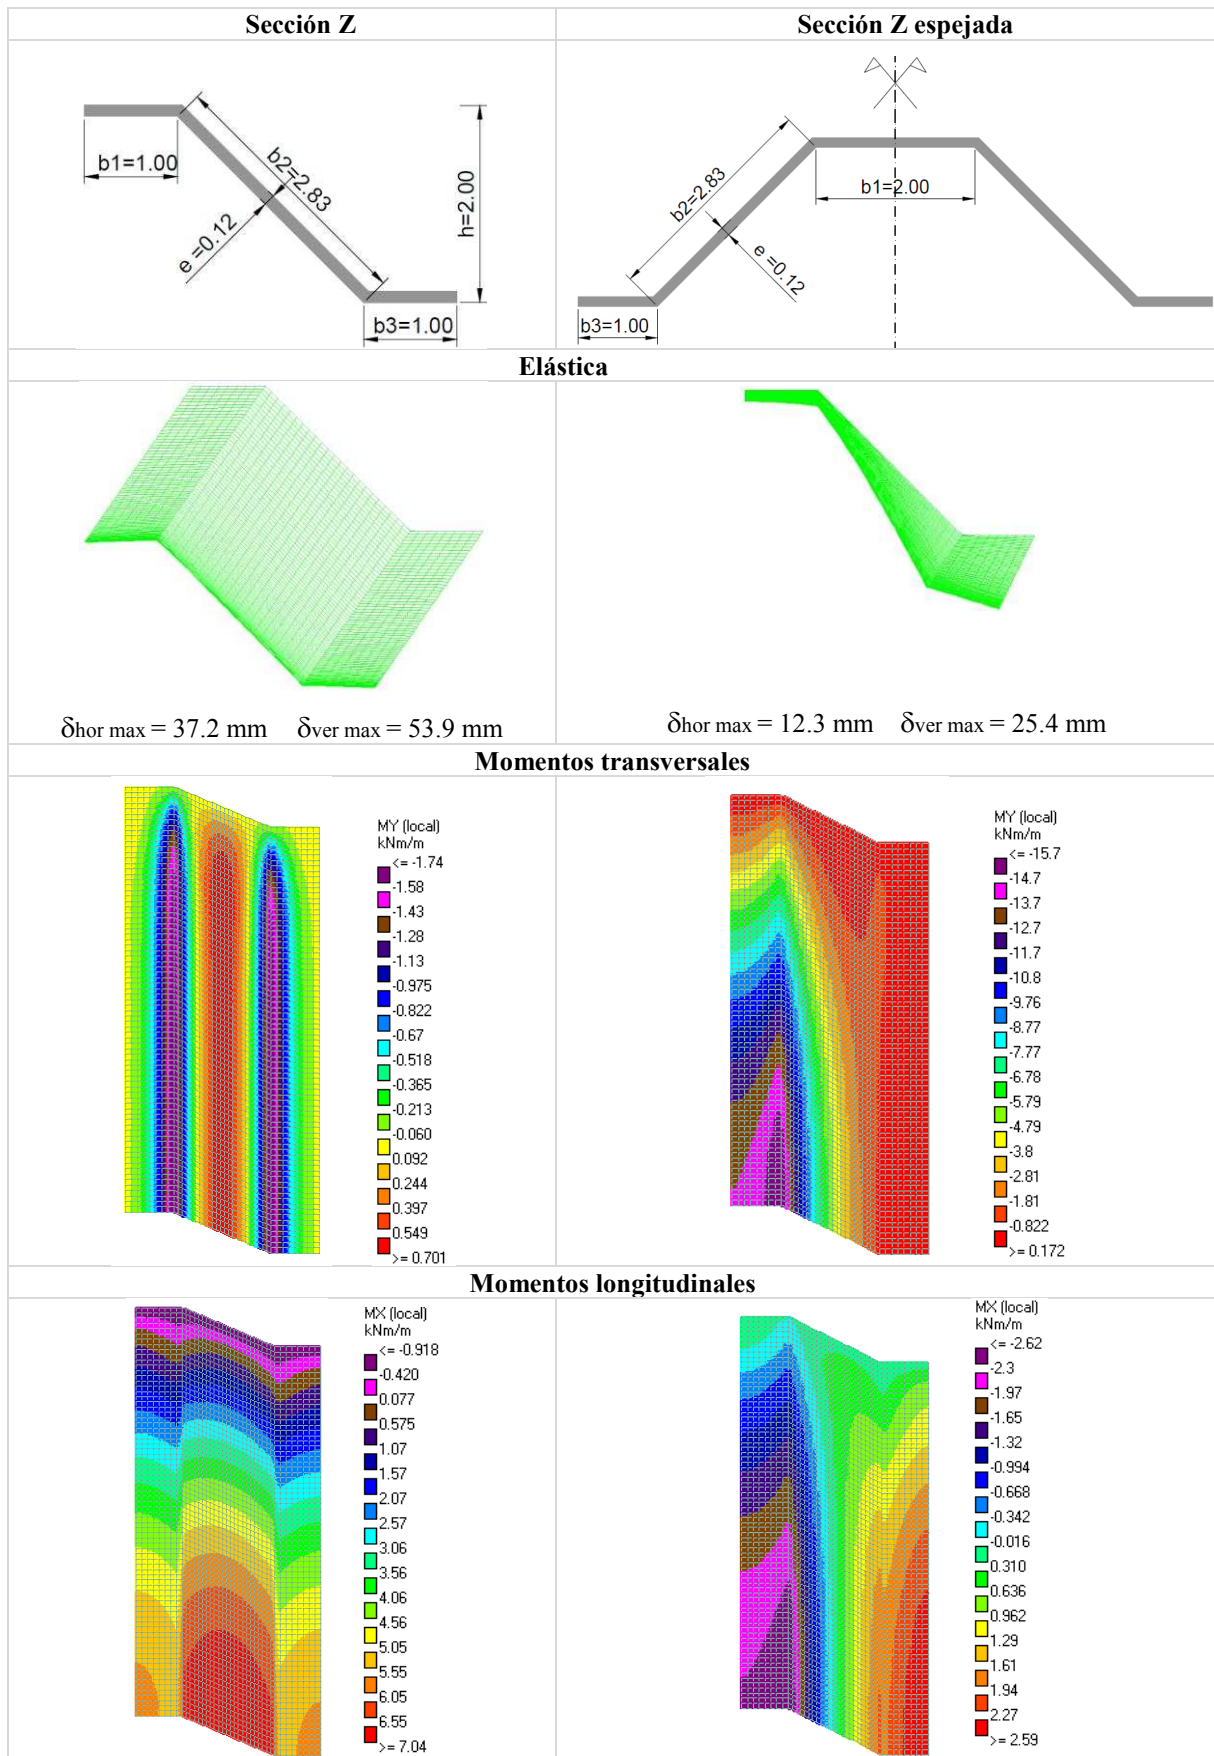 Sección Z
Sección Z espejada
b1=1.00
b2=2.83
h=2.00
e =0.12
b3=1.00
b2=2.83
b1=2.00
e =0.12
b3=1.00
Elástica
δhor max = 37.2 mm δver max = 53.9 mm
δhor max = 12.3 mm δver max = 25.4 mm
Momentos transversales
MY (local)
kNm/m
<= -1.74
-1.58
-1.43
-1.28
-1.13
-0.975
-0.822
-0.67
-0.518
-0.365
-0.213
-0.060
0.092
0.244
0.397
0.549
>= 0.701
MY (local)
kNm/m
<= -15.7
-14.7
-13.7
-12.7
-11.7
-10.8
-9.76
-8.77
-7.77
-6.78
-5.79
-4.79
-3.8
-2.81
-1.81
-0.822
>= 0.172
Momentos longitudinales
MX (local)
kNm/m
<= -0.918
-0.420
0.077
0.575
1.07
1.57
2.07
2.57
3.06
3.56
4.06
4.56
5.05
5.55
6.05
6.55
>= 7.04
MX (local)
kNm/m
<= -2.62
-2.3
-1.97
-1.65
-1.32
-0.994
-0.668
-0.342
-0.016
0.310
0.636
0.962
1.29
1.61
1.94
2.27
>= 2.59